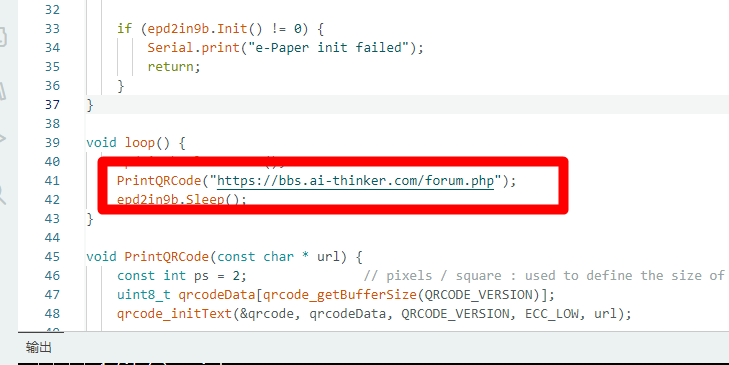 32
33 if (epd2in9b.Init() != 0) {
34 Serial.print("e-Paper init failed");
35 return;
36 }
37 }
38
39 void loop() {
40
41 PrintQRCode("https://bbs.ai-thinker.com/forum.php");
42 epd2in9b.Sleep();
43 }
44
45 void PrintQRCode(const char * url) {
46 const int ps = 2; // pixels / square : used to define the size of
47 uint8_t qrcodeData[qrcode_getBufferSize(QRCODE_VERSION)];
48 qrcode_initText(&qrcode, qrcodeData, QRCODE_VERSION, ECC_LOW, url);
输出